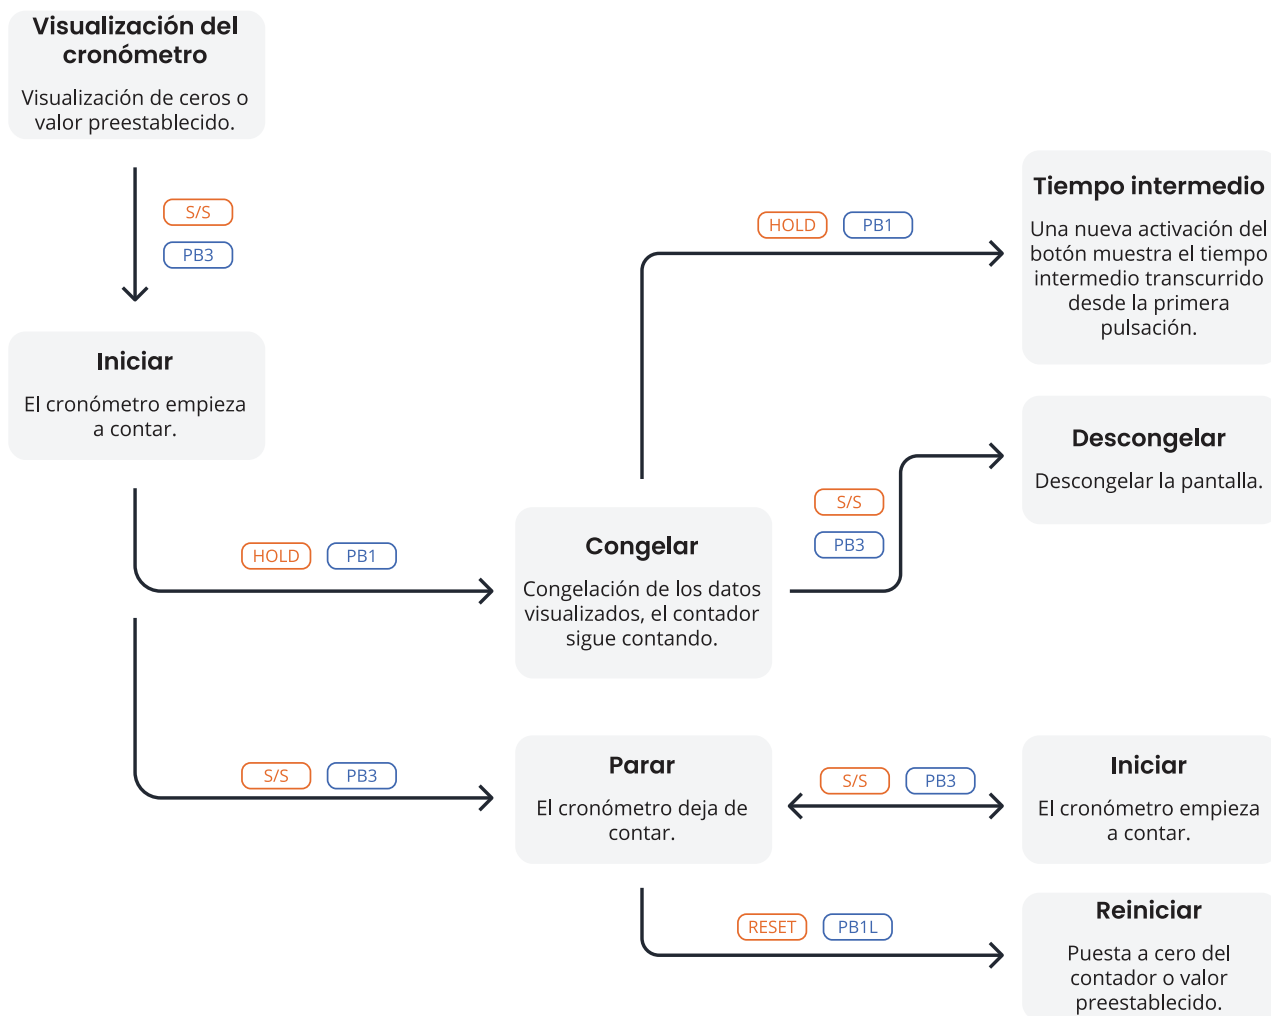 Visualización del
cronómetro
Visualización de ceros o
valor preestablecido.
S/S
PB3
Iniciar
El cronómetro empieza
a contar.
HOLD PB1
Tiempo intermedio
Una nueva activación del
botón muestra el tiempo
intermedio transcurrido
desde la primera
pulsación.
Descongelar
Descongelar la pantalla.
S/S
PB3
HOLD PB1
Congelar
Congelación de los datos
visualizados, el contador
sigue contando.
S/S PB3
Parar
El cronómetro deja de
contar.
S/S PB3
Iniciar
El cronómetro empieza
a contar.
RESET PB1L
Reiniciar
Puesta a cero del
contador o valor
preestablecido.